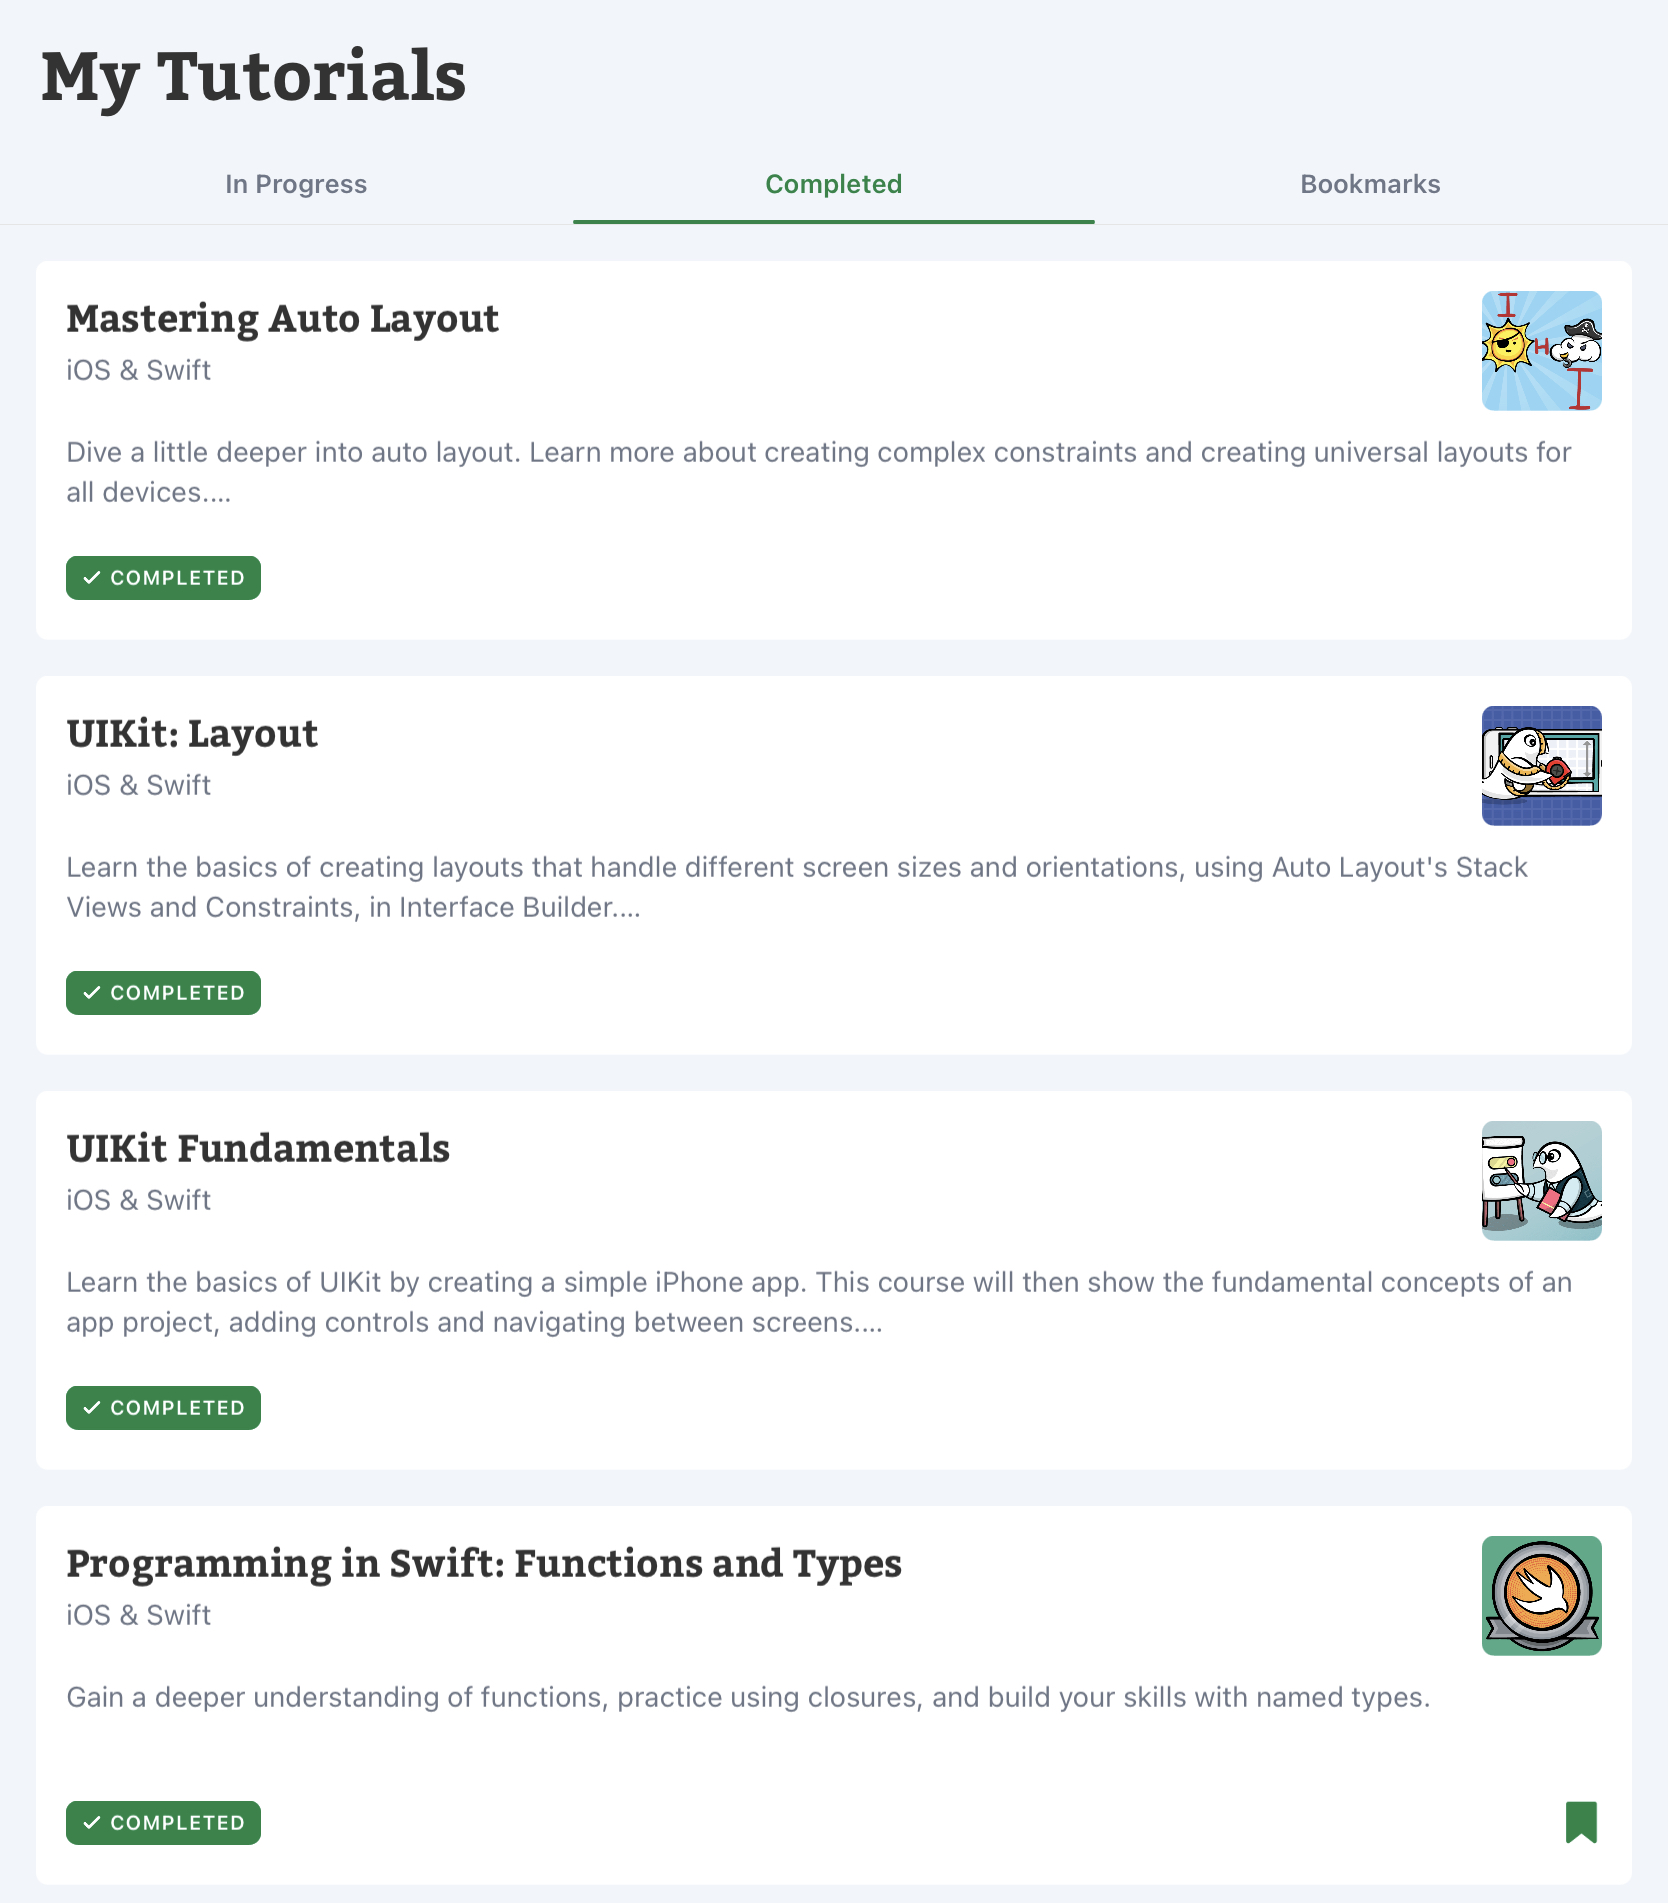 My Tutorials
In Progress
Completed
Bookmarks
Mastering Auto Layout
iOS & Swift
Dive a little deeper into auto layout. Learn more about creating complex constraints and creating universal layouts for
all devices....
COMPLETED
UIKit: Layout
iOS & Swift
Learn the basics of creating layouts that handle different screen sizes and orientations, using Auto Layout's Stack
Views and Constraints, in Interface Builder....
COMPLETED
UIKit Fundamentals
iOS & Swift
Learn the basics of UIKit by creating a simple iPhone app. This course will then show the fundamental concepts of an
app project, adding controls and navigating between screens....
COMPLETED
Programming in Swift: Functions and Types
iOS & Swift
Gain a deeper understanding of functions, practice using closures, and build your skills with named types.
COMPLETED